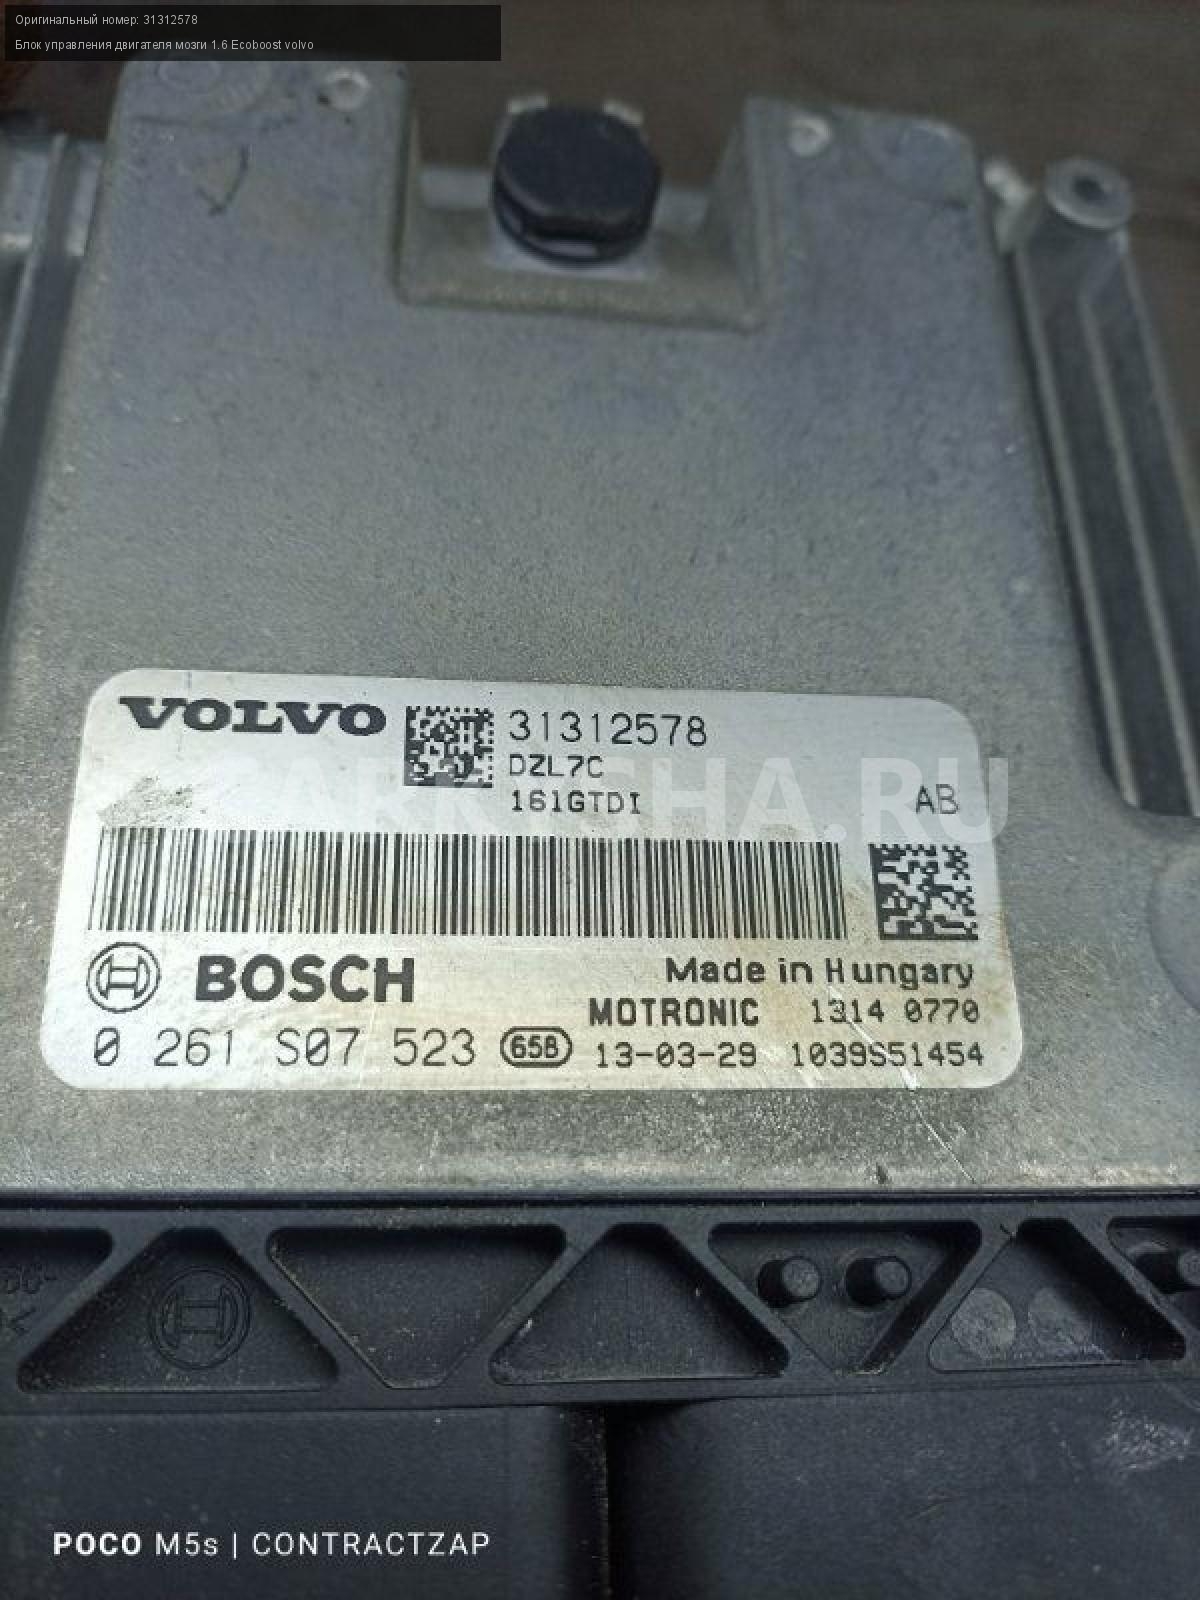 Оригинальный номер: 31312578
Блок управления двигателя мозги 1.6 Ecoboost volvo
VOLVO 31312578
DZL7C
161GTDI AB
BOSCH Made in Hungary
MOTRONIC 1314 0770
0 261 S07 523 65B 13-03-29 1039S51454
POCO M5s | CONTRACTZAP